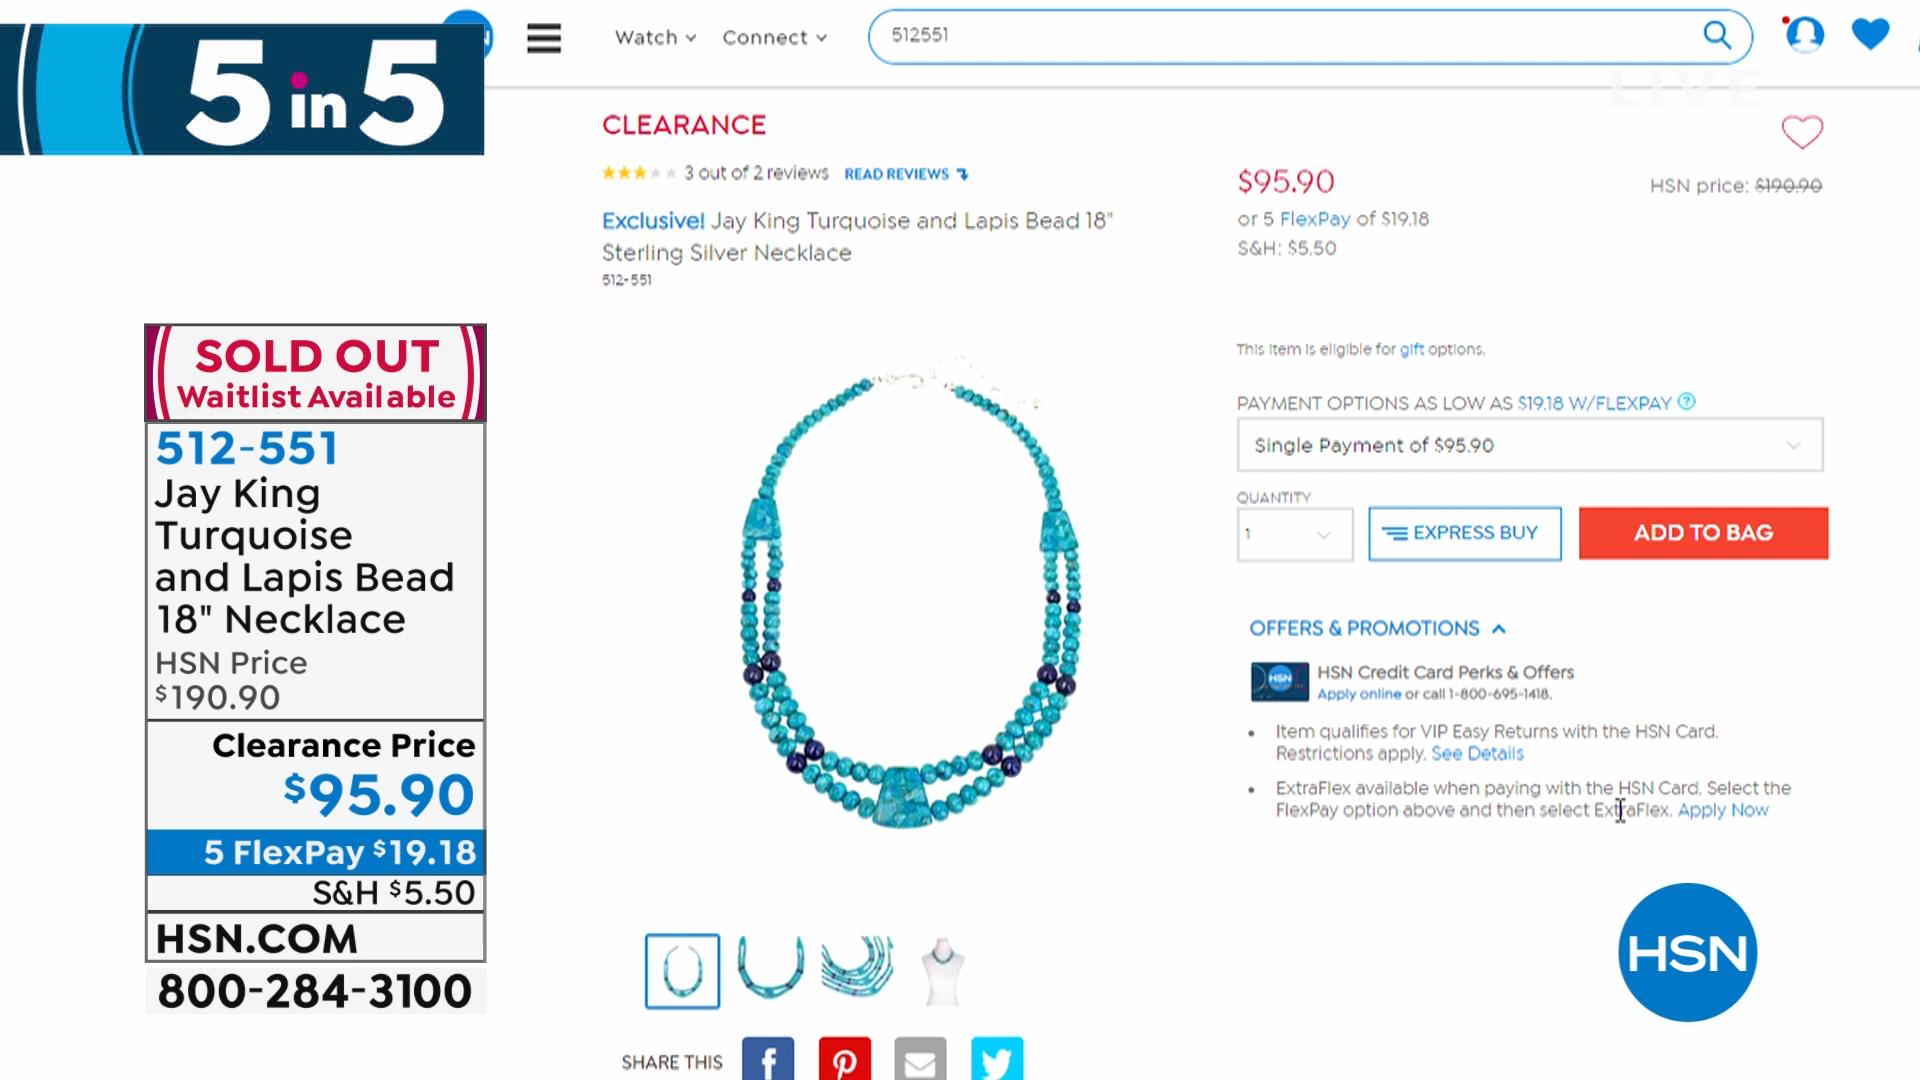 5 in 5
Watch
Connect
512551
LIVE
CLEARANCE
3 out of 2 reviews READ REVIEWS
Exclusive! Jay King Turquoise and Lapis Bead 18"
Sterling Silver Necklace
512-551
$95.90
HSN price: $190.90
or 5 FlexPay of $19.18
S&H: $5.50
This item is eligible for gift options.
PAYMENT OPTIONS AS LOW AS $19.18 W/FLEXPAY ?
Single Payment of $95.90
QUANTITY
1
EXPRESS BUY
ADD TO BAG
OFFERS & PROMOTIONS
HSN
HSN Credit Card Perks & Offers
Apply online or call 1-800-695-1418.
• Item qualifies for VIP Easy Returns with the HSN Card.
Restrictions apply. See Details
• ExtraFlex available when paying with the HSN Card. Select the
FlexPay option above and then select ExtraFlex. Apply Now
SOLD OUT
Waitlist Available
512-551
Jay King
Turquoise
and Lapis Bead
18" Necklace
HSN Price
$190.90
Clearance Price
$95.90
5 FlexPay $19.18
S&H $5.50
HSN.COM
800-284-3100
SHARE THIS
HSN